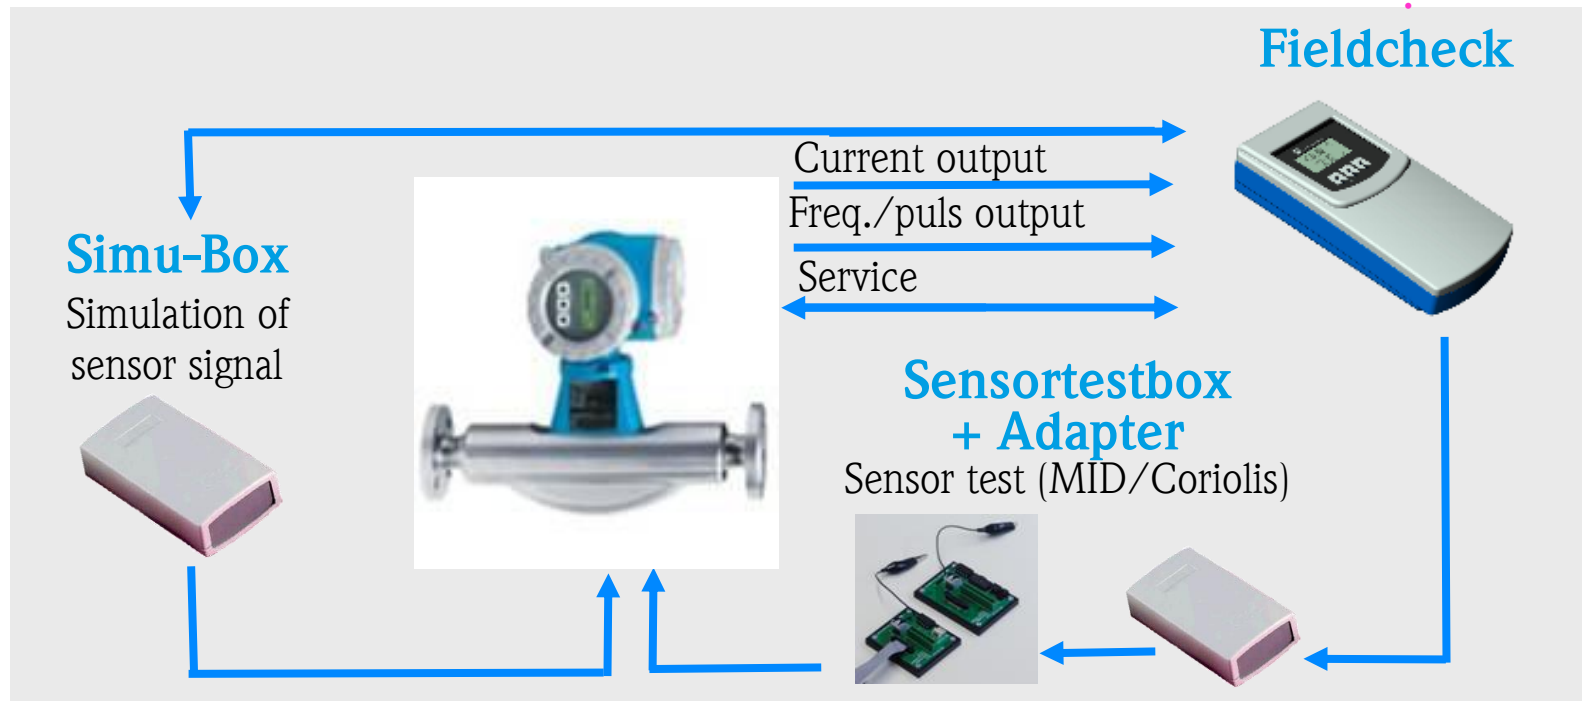 Fieldcheck
Current output
Freq./puls output
Service
Simu-Box
Simulation of
sensor signal
Sensortestbox
+ Adapter
Sensor test (MID/Coriolis)